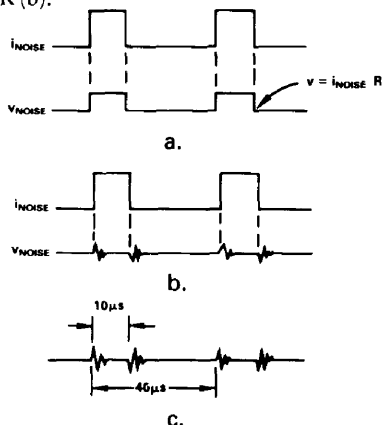 R (b).
iNOISE
v = iNOISE R
vNOISE
a.
iNOISE
vNOISE
b.
10μs
40μs
c.